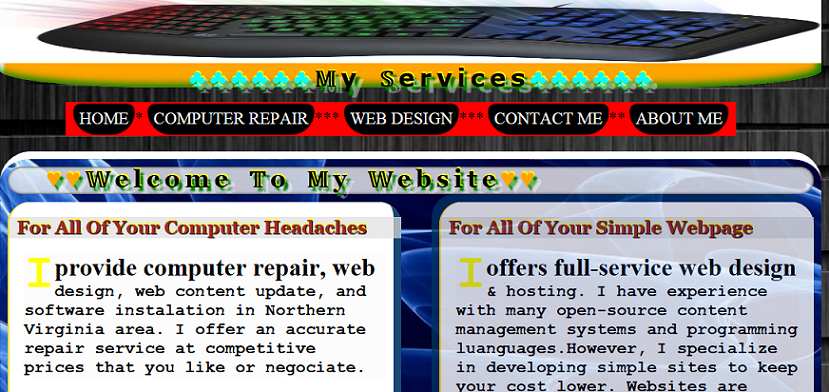 ♣♣♣♣♣♣My Services♣♣♣♣♣♣
HOME * COMPUTER REPAIR *** WEB DESIGN *** CONTACT ME ** ABOUT ME
♥♥Welcome To My Website♥♥
For All Of Your Computer Headaches
I provide computer repair, web
design, web content update, and
software instalation in Northern
Virginia area. I offer an accurate
repair service at competitive
prices that you like or negociate.
For All Of Your Simple Webpage
I offers full-service web design
& hosting. I have experience
with many open-source content
management systems and programming
luanguages.However, I specialize
in developing simple sites to keep
your cost lower. Websites are